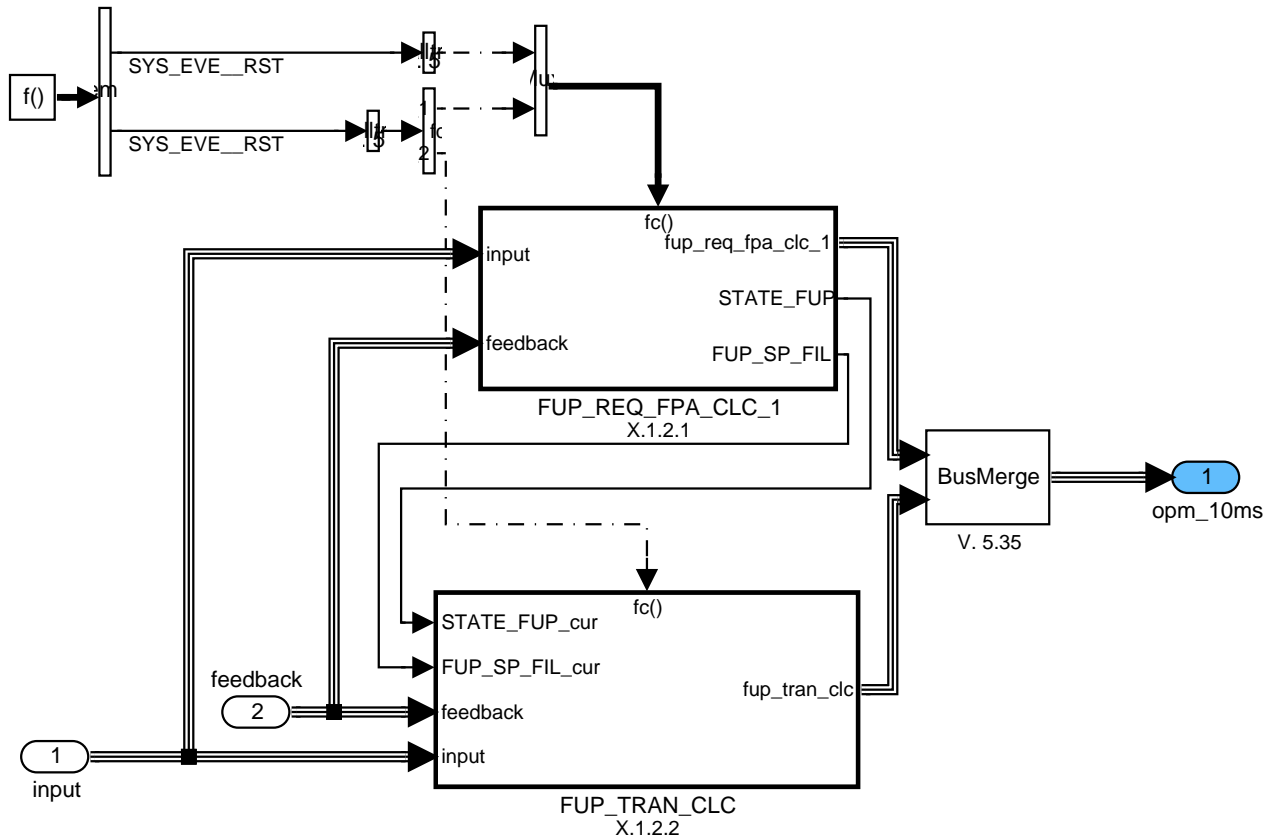 SYS_EVE__RST
f()
SYS_EVE__RST
1
2
fc()
input
fup_req_fpa_clc_1
STATE_FUP
feedback
FUP_SP_FIL
FUP_REQ_FPA_CLC_1
X.1.2.1
BusMerge
V. 5.35
1
opm_10ms
fc()
STATE_FUP_cur
FUP_SP_FIL_cur
feedback
input
fup_tran_clc
FUP_TRAN_CLC
X.1.2.2
feedback
2
1
input